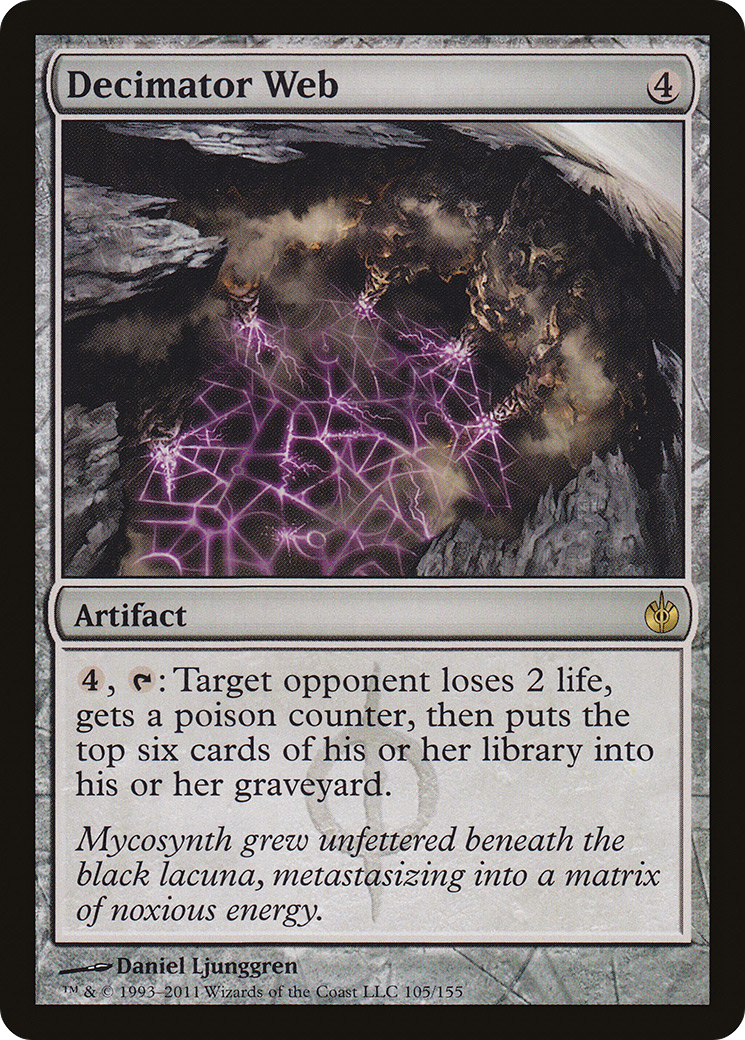 Decimator Web 4
Artifact
4, : Target opponent loses 2 life,
gets a poison counter, then puts the
top six cards of his or her library into
his or her graveyard.
Mycosynth grew unfettered beneath the
black lacuna, metastasizing into a matrix
of noxious energy.
Daniel Ljunggren
™ & © 1993–2011 Wizards of the Coast LLC 105/155